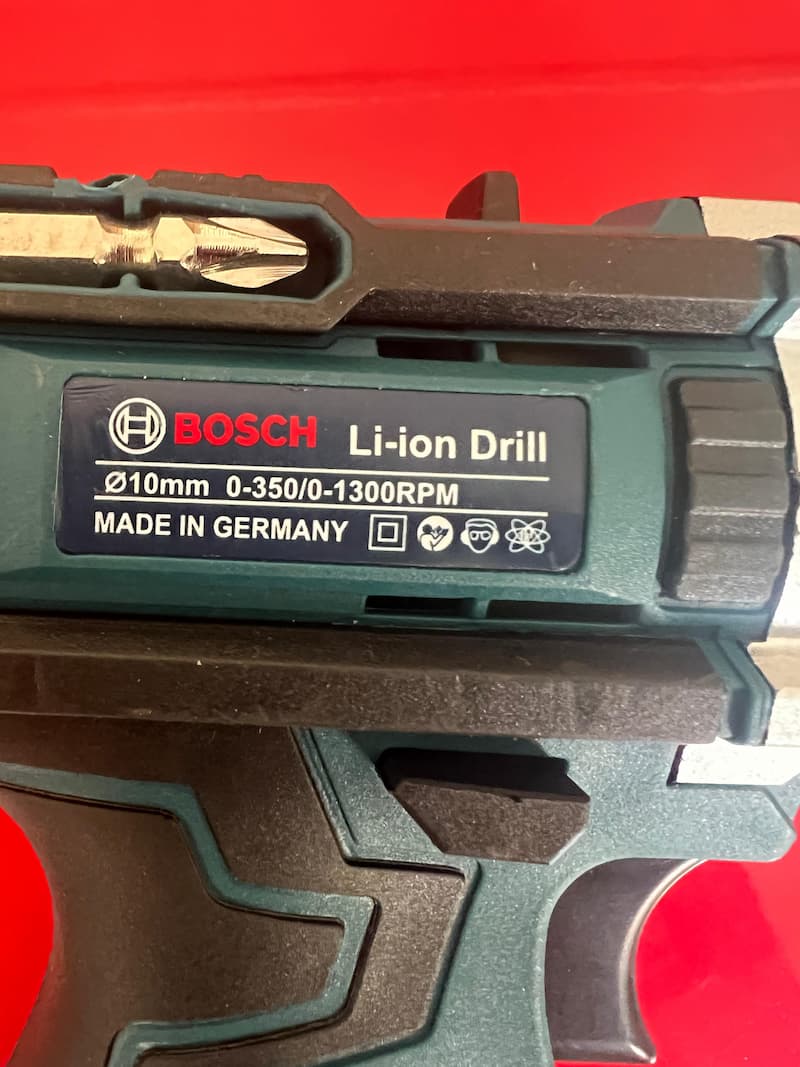 BOSCH Li-ion Drill
Ø10mm 0-350/0-1300RPM
MADE IN GERMANY